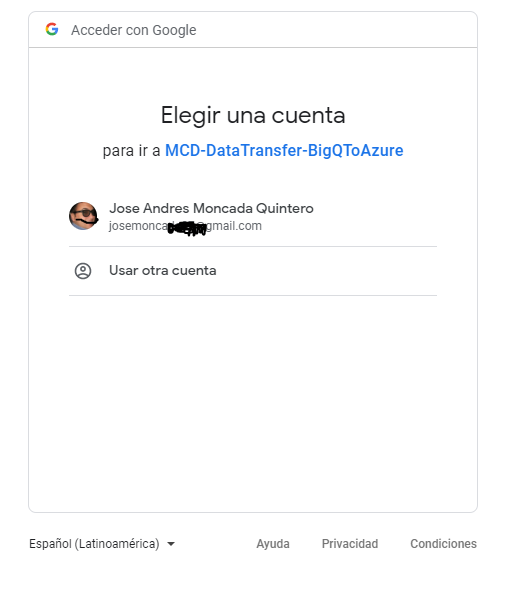 Acceder con Google
Elegir una cuenta
para ir a MCD-DataTransfer-BigQToAzure
Jose Andres Moncada Quintero
josemonca gmail.com
Usar otra cuenta
Español (Latinoamérica)
Ayuda
Privacidad
Condiciones